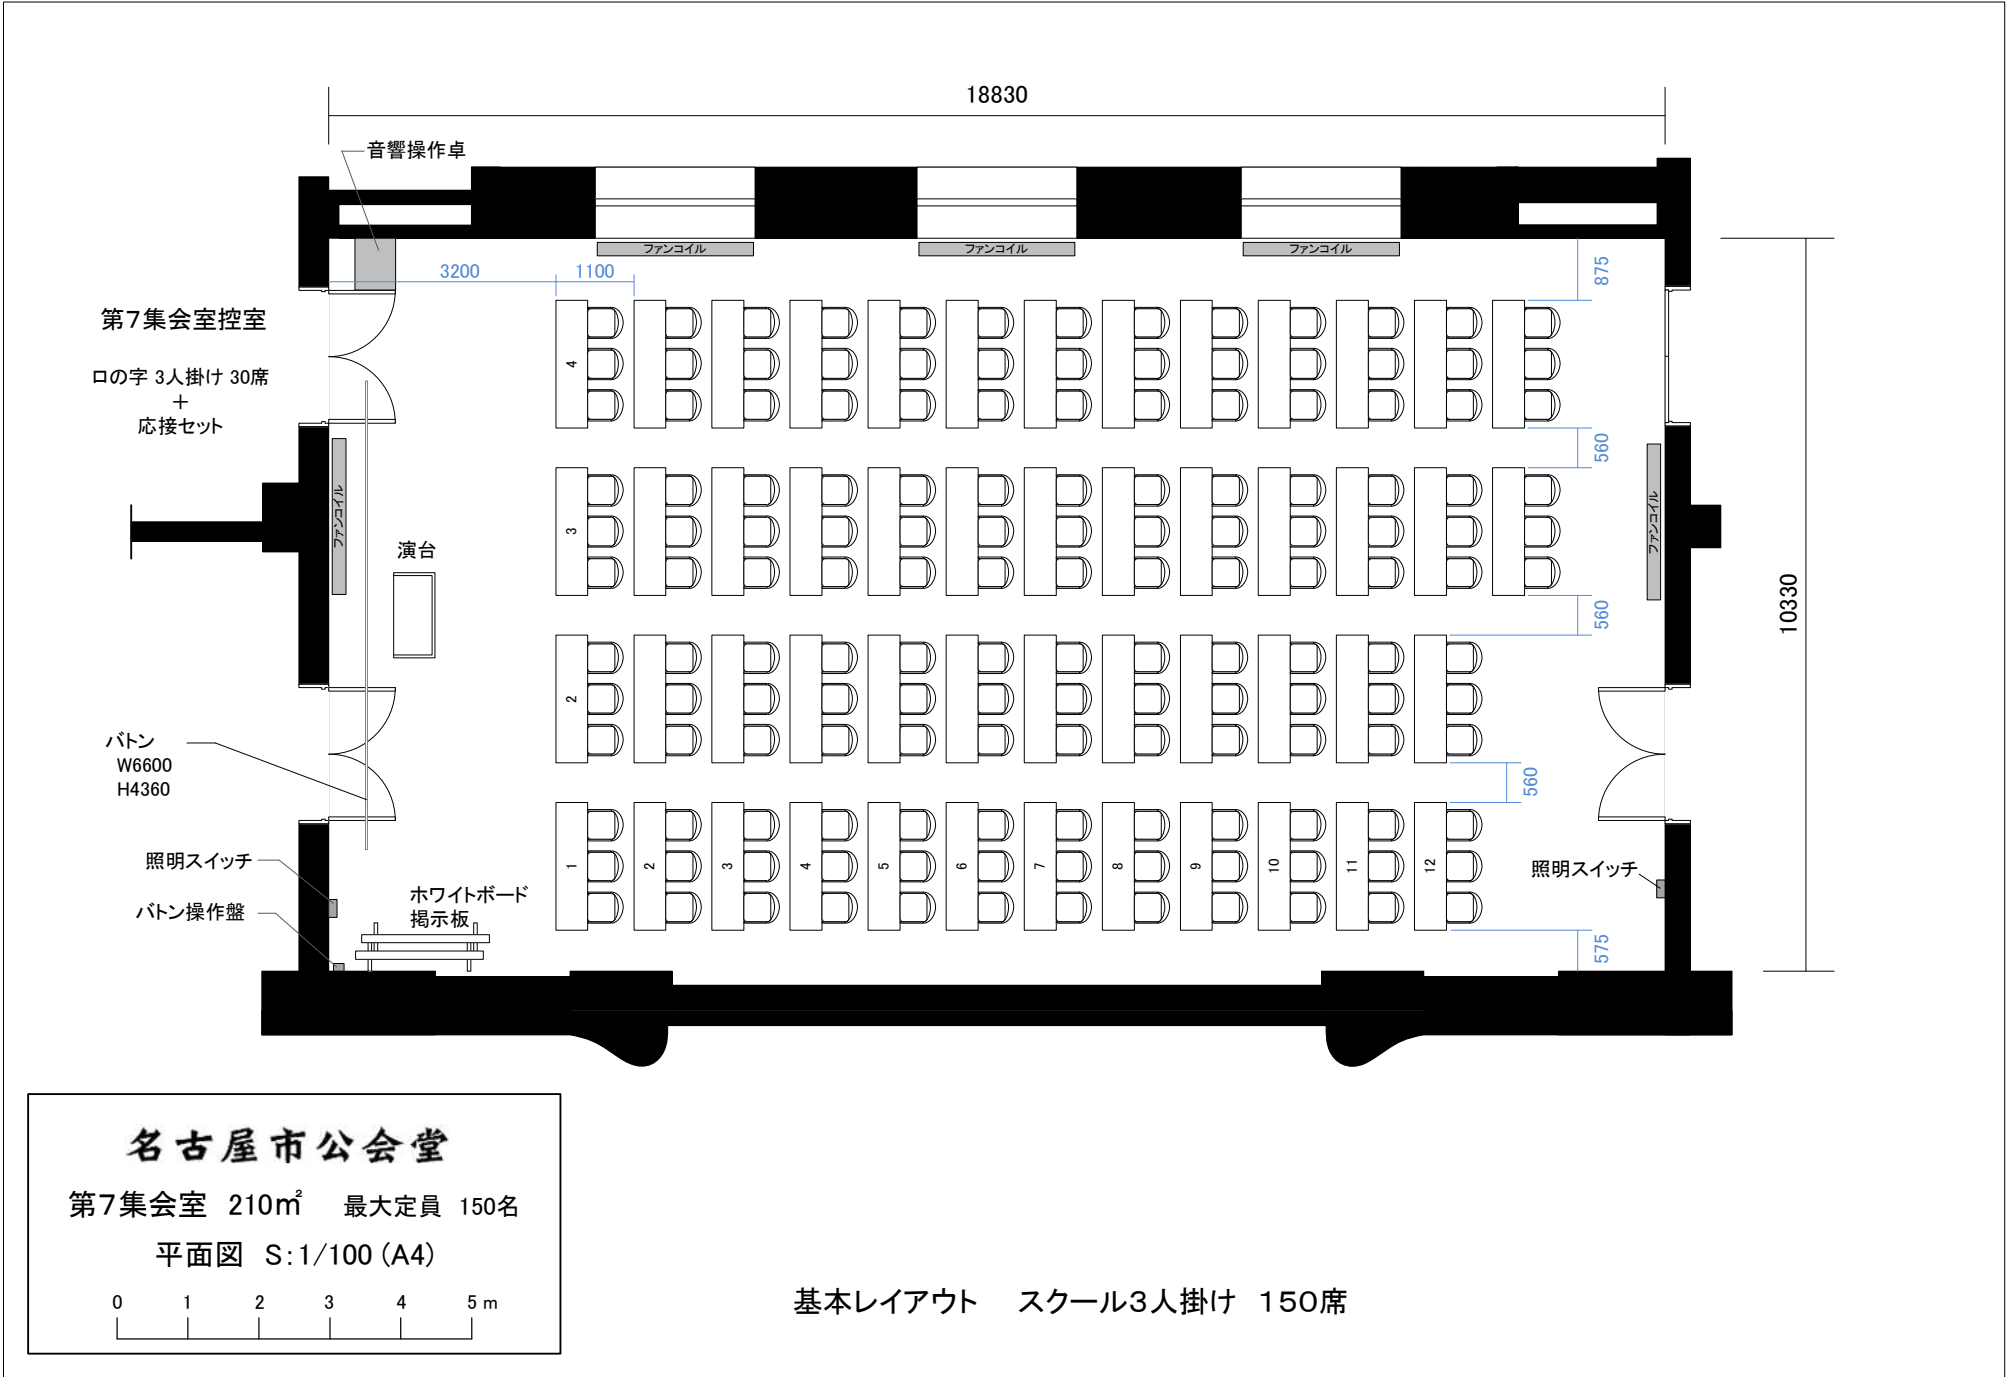 18830
音響操作卓
ファンコイル
ファンコイル
ファンコイル
3200
1100
875
第7集会室控室
ロの字 3人掛け 30席
+
応接セット
4
560
ファンコイル
ファンコイル
3
演台
10330
560
2
バトン
W6600
H4360
560
照明スイッチ
1
2
3
4
5
6
7
8
9
10
11
12
照明スイッチ
バトン操作盤
ホワイトボード
掲示板
575
名古屋市公会堂
第7集会室 210㎡ 最大定員 150名
平面図 S:1/100 (A4)
0 1 2 3 4 5 m
基本レイアウト スクール3人掛け 150席